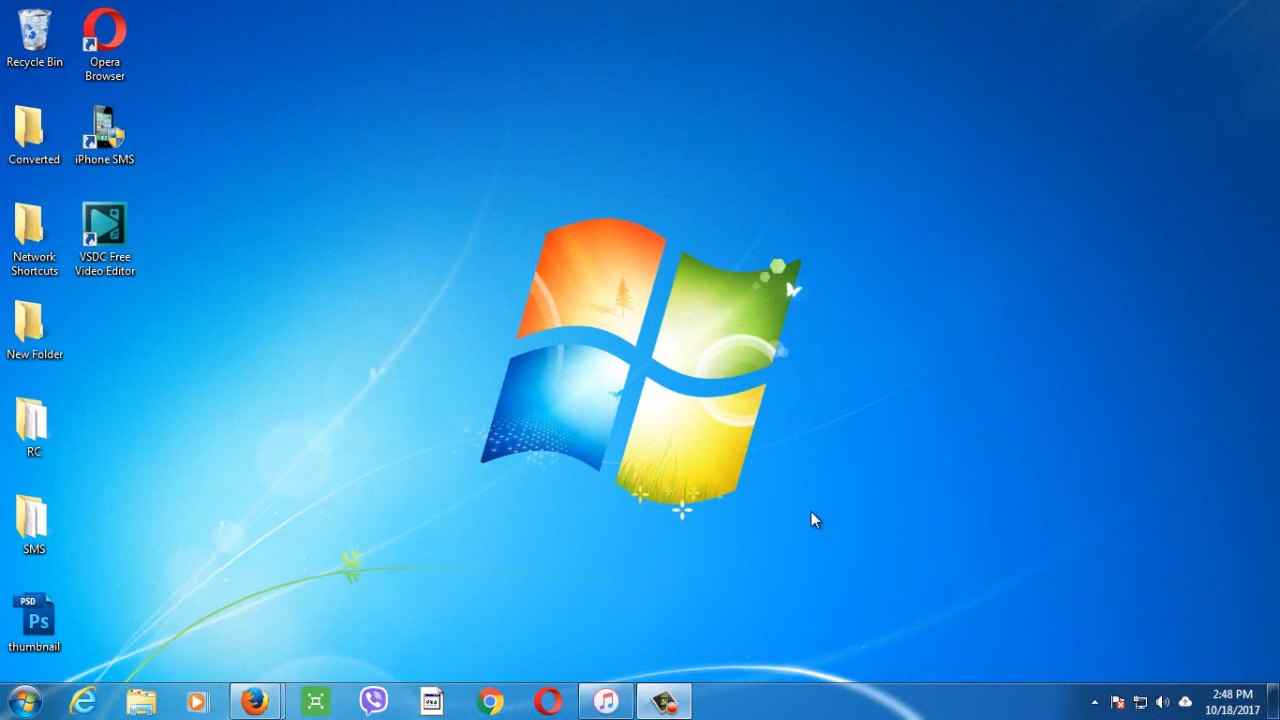 Recycle Bin
Opera
Browser
Converted
iPhone SMS
Network
Shortcuts
VSDC Free
Video Editor
New Folder
RC
SMS
PSD
Ps
thumbnail
2:48 PM
10/18/2017